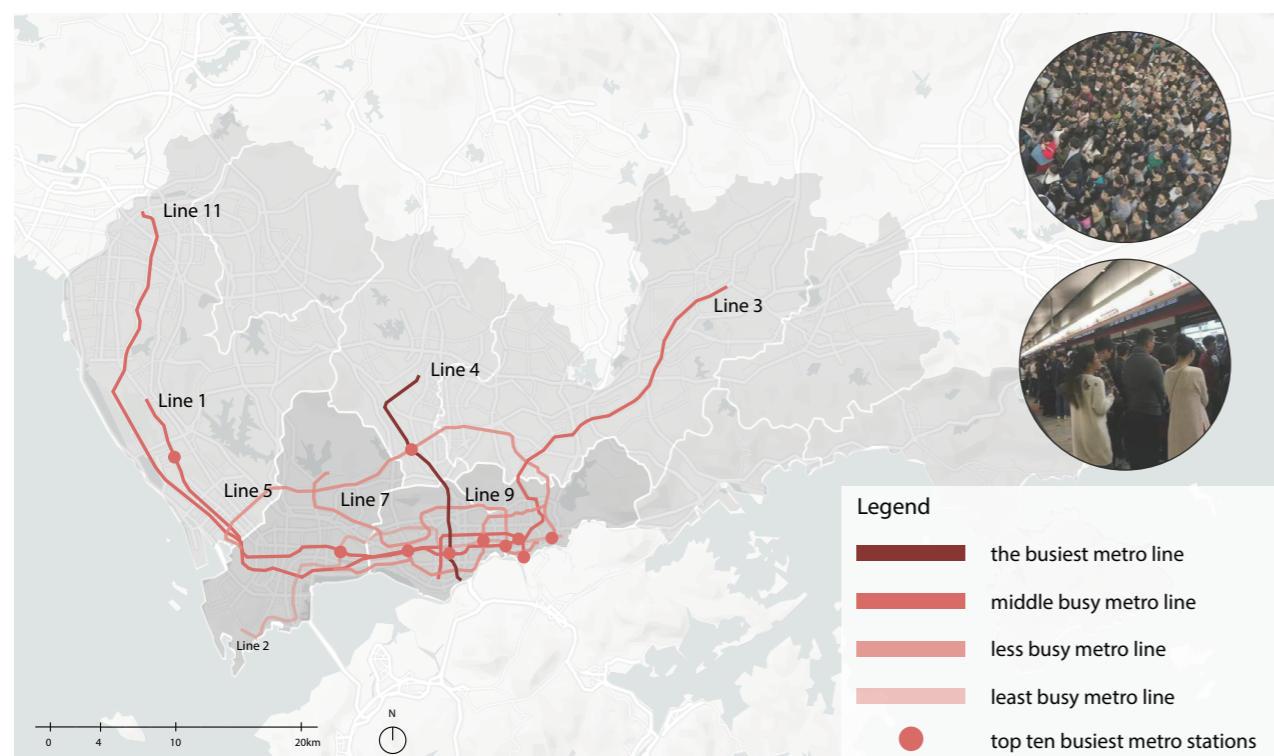 Line 11
Line 3
Line 4
Line 1
Line 5
Line 7
Line 9
Line 2
Legend
the busiest metro line
middle busy metro line
less busy metro line
least busy metro line
top ten busiest metro stations
N
0 4 10 20km